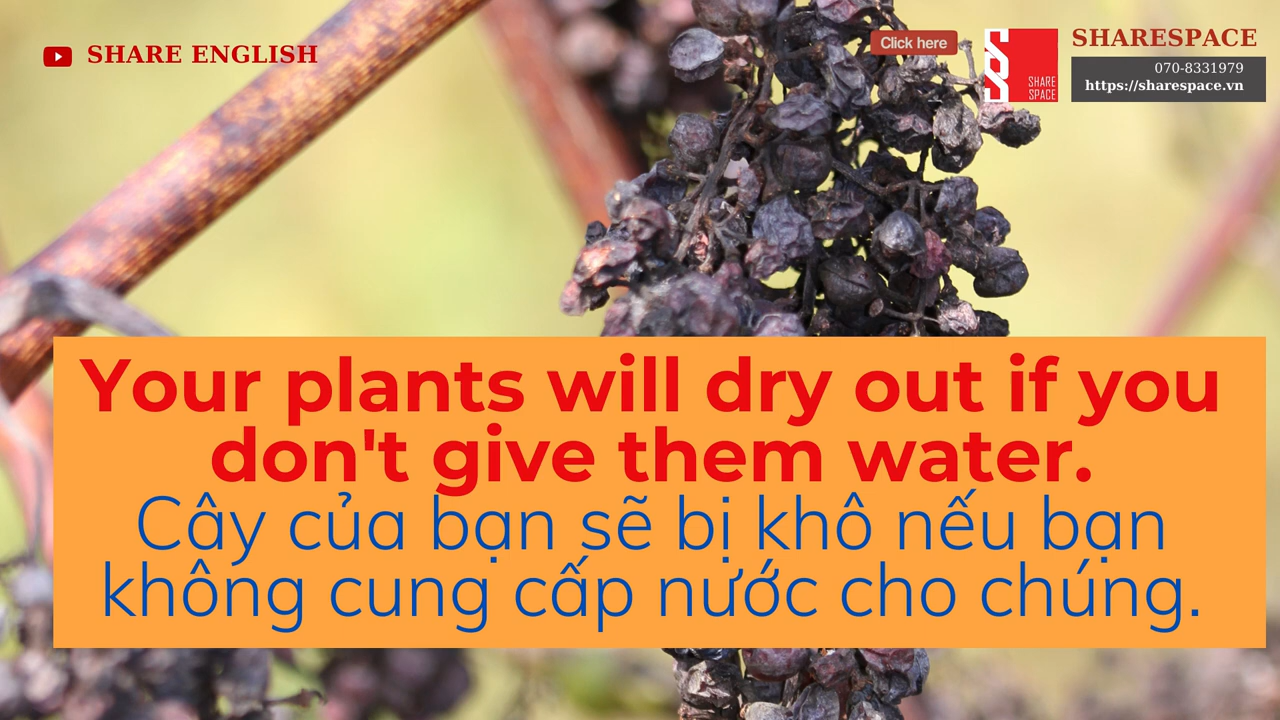 SHARE ENGLISH
Click here
SHARE
SPACE
SHARESPACE
070-8331979
https://sharespace.vn
Your plants will dry out if you
don't give them water.
Cây của bạn sẽ bị khô nếu bạn
không cung cấp nước cho chúng.